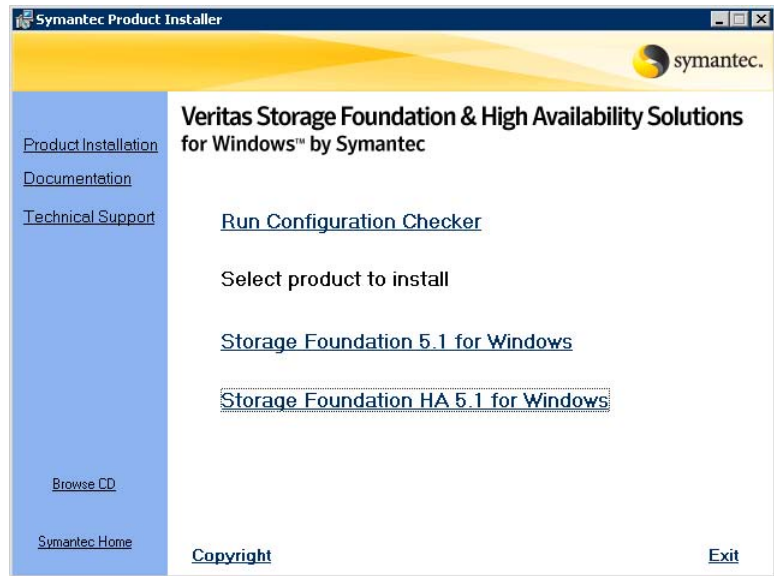 Symantec Product Installer
symantec.
Veritas Storage Foundation & High Availability Solutions
for Windows™ by Symantec
Product Installation
Documentation
Technical Support
Run Configuration Checker
Select product to install
Storage Foundation 5.1 for Windows
Storage Foundation HA 5.1 for Windows
Browse CD
Symantec Home
Copyright
Exit